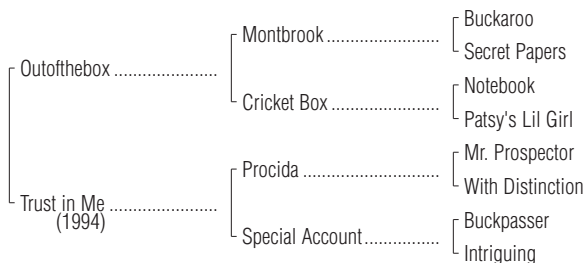 Buckaroo
Montbrook
Secret Papers
Outofthebox
Notebook
Cricket Box
Patsy's Lil Girl
Mr. Prospector
Procida
With Distinction
Trust in Me
(1994)
Buckpasser
Special Account
Intriguing